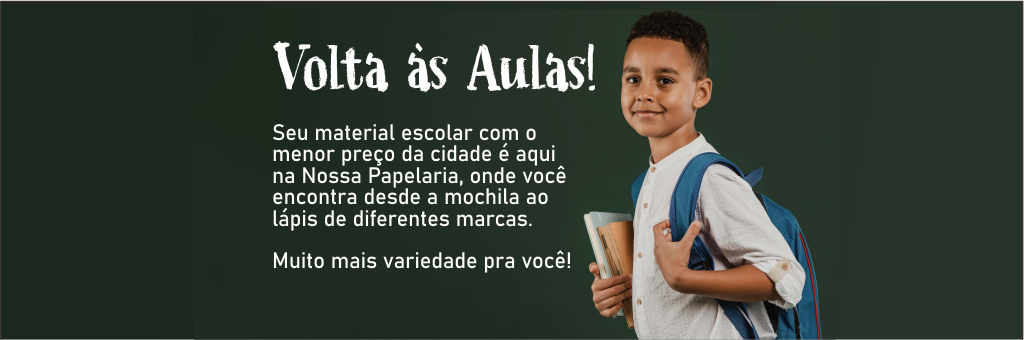 Volta às Aulas!
Seu material escolar com o
menor preço da cidade é aqui
na Nossa Papelaria, onde você
encontra desde a mochila ao
lápis de diferentes marcas.
Muito mais variedade pra você!